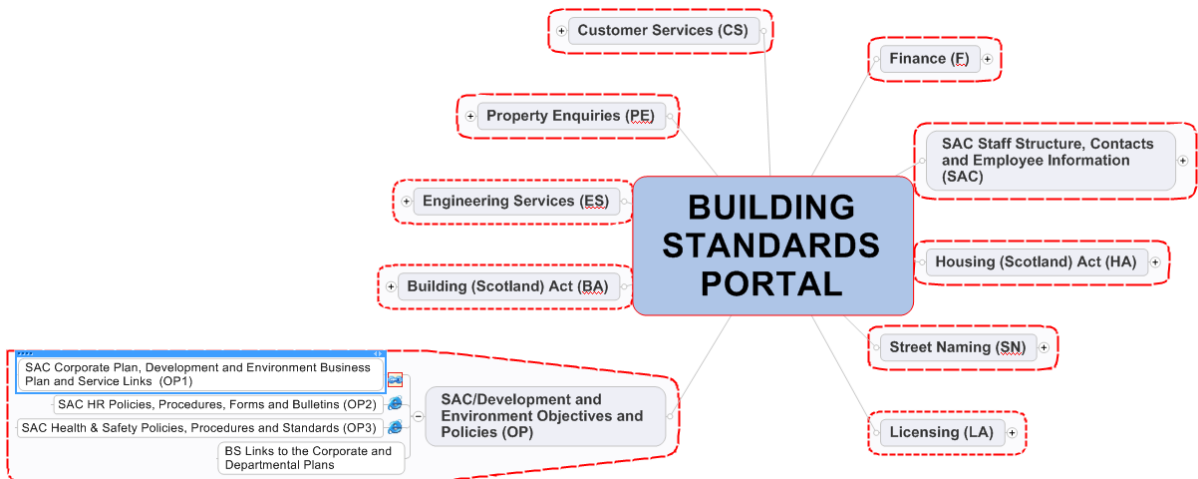 Customer Services (CS)
Finance (F)
Property Enquiries (PE)
SAC Staff Structure, Contacts
and Employee Information
(SAC)
Engineering Services (ES)
BUILDING
STANDARDS
PORTAL
Housing (Scotland) Act (HA)
Building (Scotland) Act (BA)
Street Naming (SN)
SAC Corporate Plan, Development and Environment Business
Plan and Service Links (OP1)
SAC HR Policies, Procedures, Forms and Bulletins (OP2)
SAC Health & Safety Policies, Procedures and Standards (OP3)
BS Links to the Corporate and
Departmental Plans
SAC/Development and
Environment Objectives and
Policies (OP)
Licensing (LA)